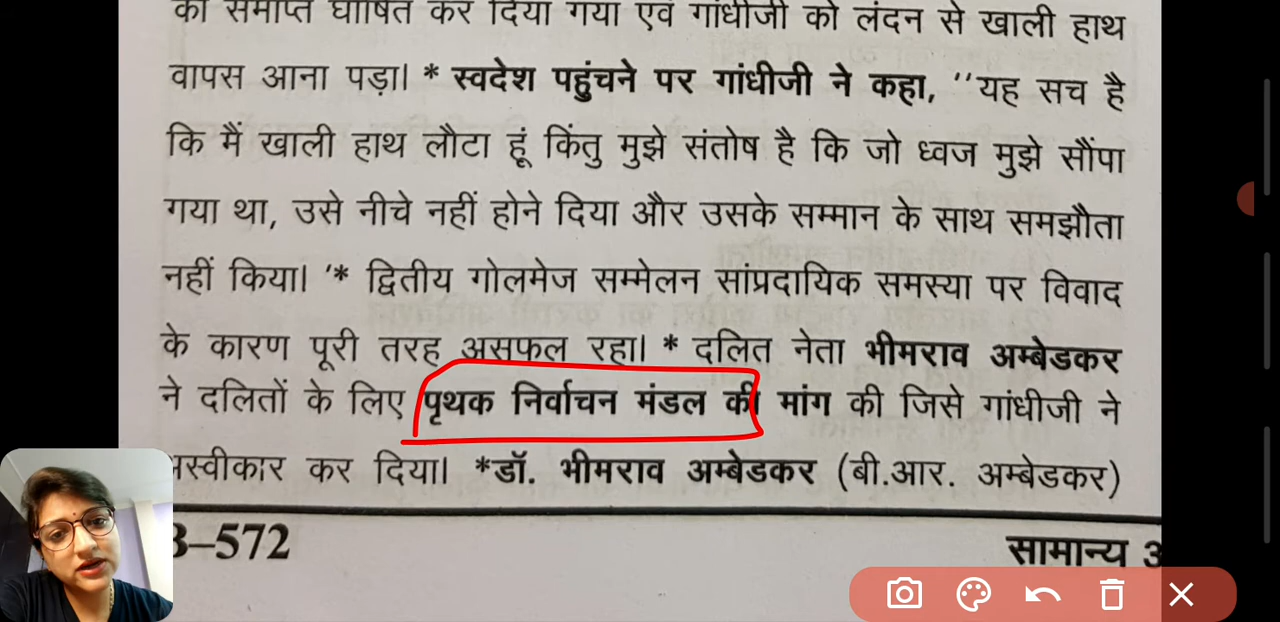 को समाप्त घोषित कर दिया गया एवं गांधीजी को लंदन से खाली हाथ
वापस आना पड़ा। * स्वदेश पहुंचने पर गांधीजी ने कहा, ''यह सच है
कि मैं खाली हाथ लौटा हूं किंतु मुझे संतोष है कि जो ध्वज मुझे सौंपा
गया था, उसे नीचे नहीं होने दिया और उसके सम्मान के साथ समझौता
नहीं किया। '* द्वितीय गोलमेज सम्मेलन सांप्रदायिक समस्या पर विवाद
के कारण पूरी तरह असफल रहा। * दलित नेता भीमराव अम्बेडकर
ने दलितों के लिए पृथक निर्वाचन मंडल की मांग की जिसे गांधीजी ने
अस्वीकार कर दिया। *डॉ. भीमराव अम्बेडकर (बी.आर. अम्बेडकर)
–572
सामान्य